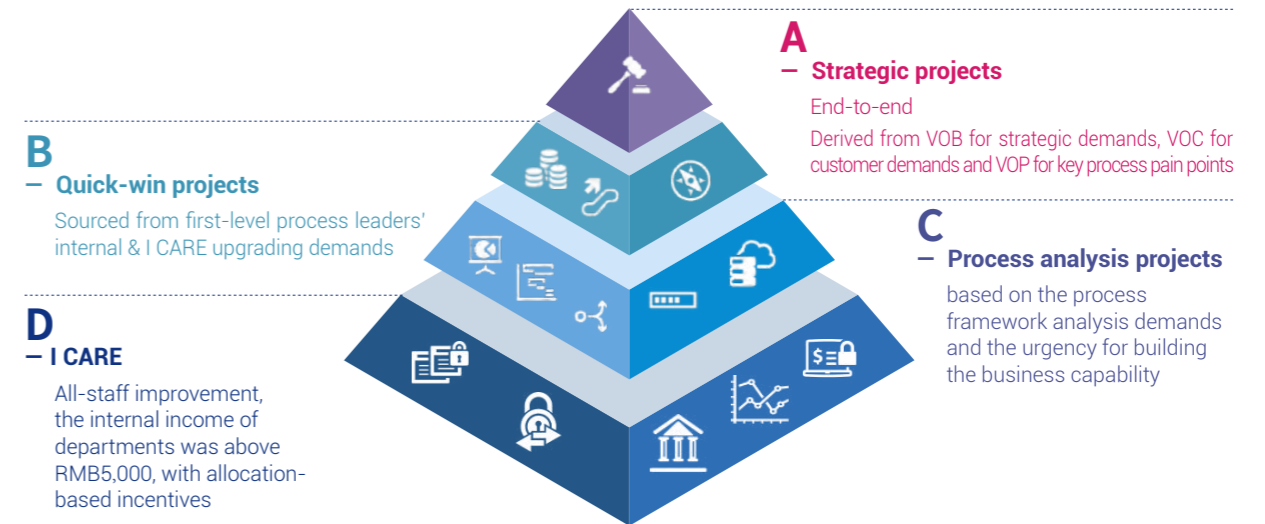 A
— Strategic projects
End-to-end
Derived from VOB for strategic demands, VOC for
customer demands and VOP for key process pain points
B
— Quick-win projects
Sourced from first-level process leaders'
internal & I CARE upgrading demands
C
— Process analysis projects
based on the process
framework analysis demands
and the urgency for building
the business capability
D
— I CARE
All-staff improvement,
the internal income of
departments was above
RMB5,000, with allocation-
based incentives
$